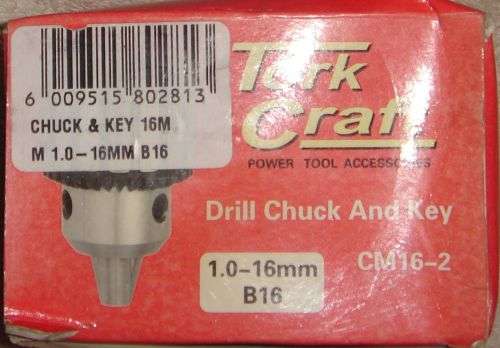 6 009515 802813
CHUCK & KEY 16M
M 1.0-16MM B16
Tork
Craft
POWER TOOL ACCESSORIES
Drill Chuck And Key
CM16-2
1.0-16mm
B16